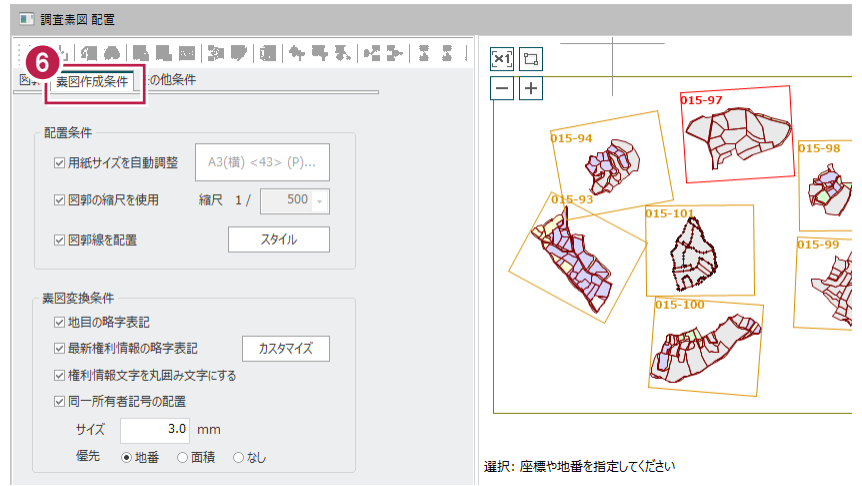 調査素図 配置
6
素図作成条件
の他条件
配置条件
用紙サイズを自動調整 A3(横) <43> (P)...
図郭の縮尺を使用 縮尺 1 / 500
図郭線を配置 スタイル
素図変換条件
地目の略字表記
最新権利情報の略字表記 カスタマイズ
権利情報文字を丸囲み文字にする
同一所有者記号の配置
サイズ 3.0 mm
優先 地番 面積 なし
×1
015-97
015-94
015-98
015-93
015-101
015-99
015-100
選択: 座標や地番を指定してください